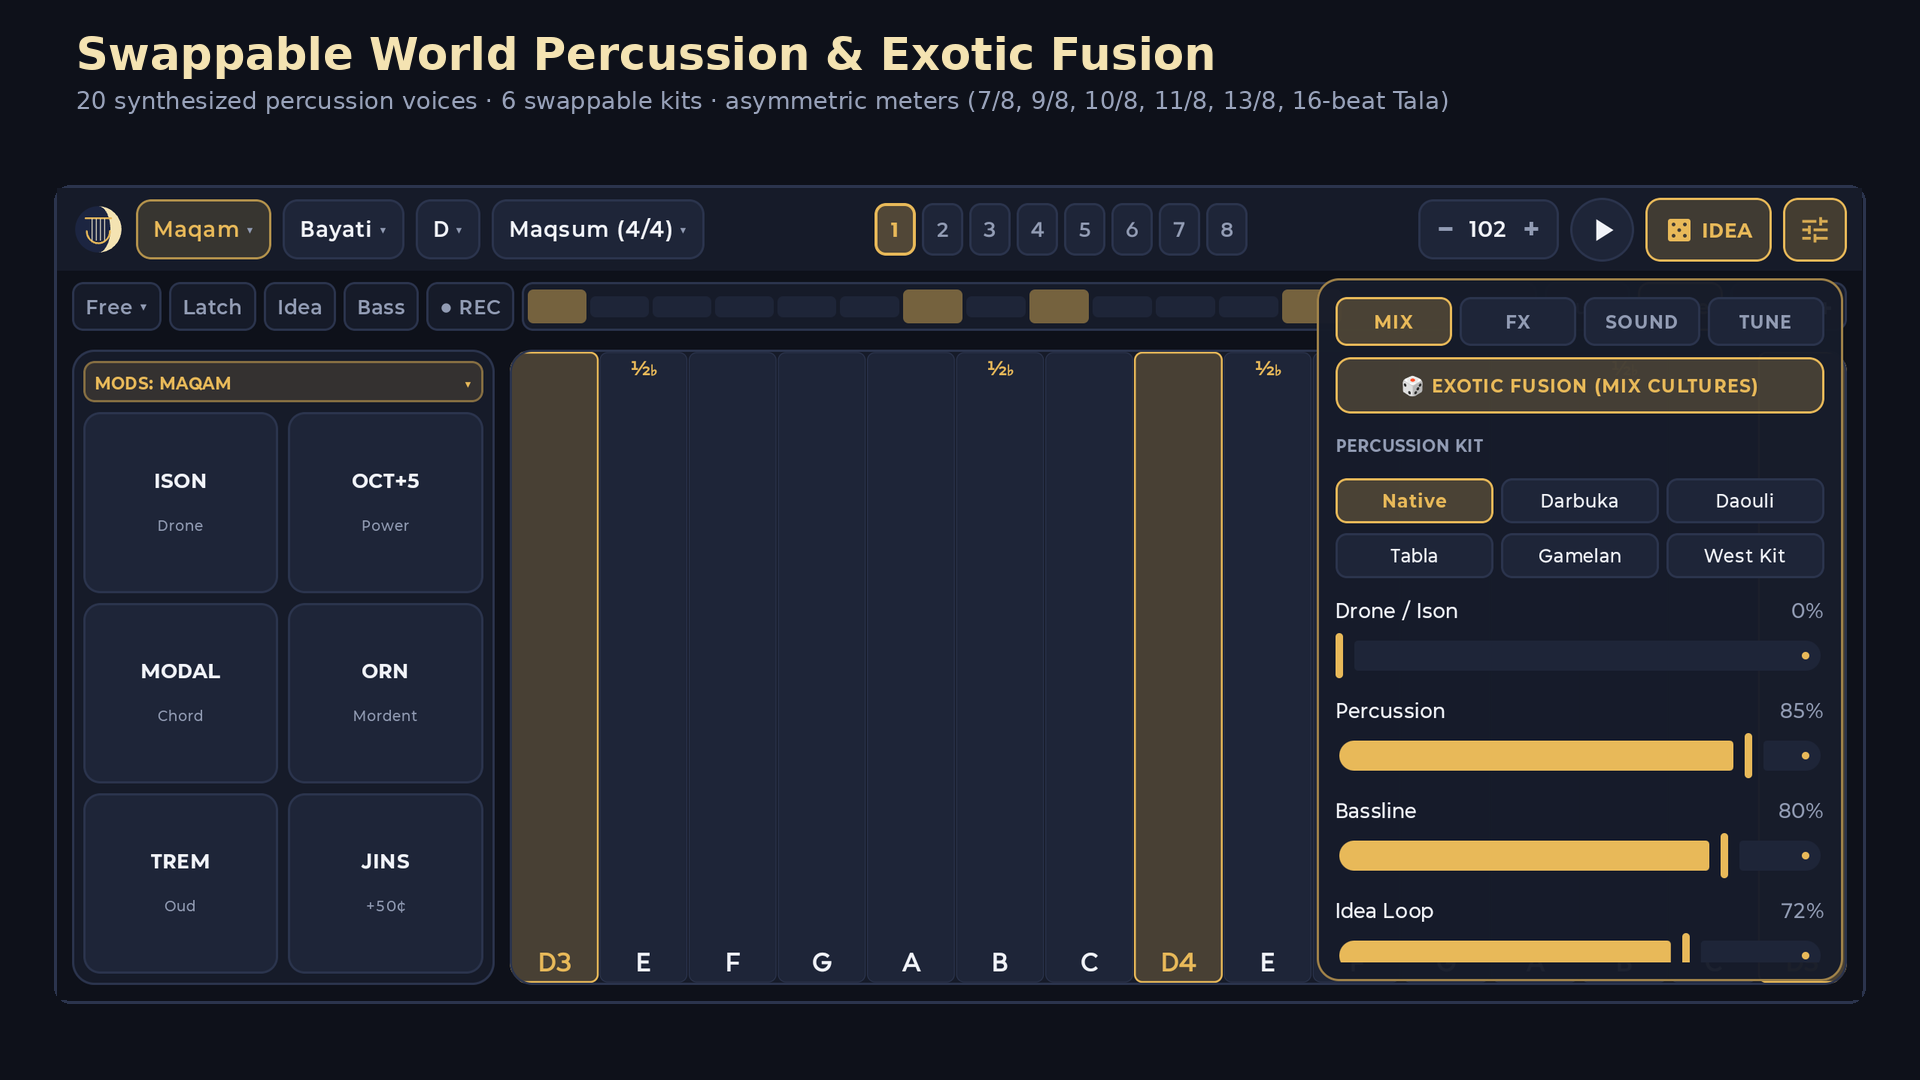 Swappable World Percussion & Exotic Fusion
20 synthesized percussion voices · 6 swappable kits · asymmetric meters (7/8, 9/8, 10/8, 11/8, 13/8, 16-beat Tala)
Maqam ▾ Bayati ▾ D ▾ Maqsum (4/4) ▾ 1 2 3 4 5 6 7 8 − 102 + IDEA
Free ▾ Latch Idea Bass ● REC
MIX FX SOUND TUNE
MODS: MAQAM ▾
½♭ ½♭ ½♭
🎲 EXOTIC FUSION (MIX CULTURES)
PERCUSSION KIT
ISON OCT+5
Drone Power
Native Darbuka Daouli
Tabla Gamelan West Kit
Drone / Ison 0%
MODAL ORN
Chord Mordent
Percussion 85%
Bassline 80%
TREM JINS
Oud +50¢
Idea Loop 72%
D3 E F G A B C D4 E